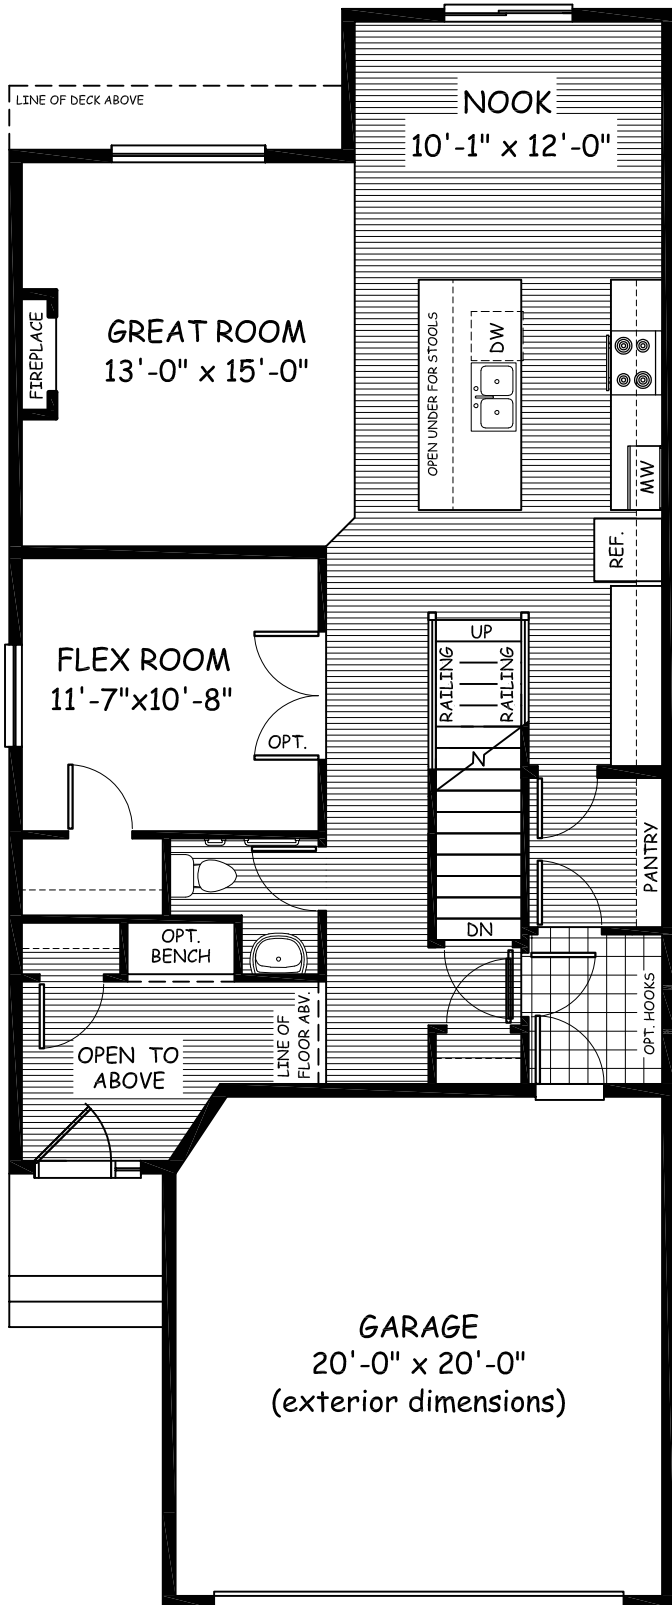 NOOK
10'-1" x 12'-0"
LINE OF DECK ABOVE
GREAT ROOM
13'-0" x 15'-0"
FIREPLACE
OPEN UNDER FOR STOOLS
DW
MW
REF.
UP
RAILING
RAILING
FLEX ROOM
11'-7"x10'-8"
OPT.
N
PANTRY
DN
OPT.
BENCH
OPT. HOOKS
LINE OF
FLOOR ABV.
OPEN TO
ABOVE
GARAGE
20'-0" x 20'-0"
(exterior dimensions)